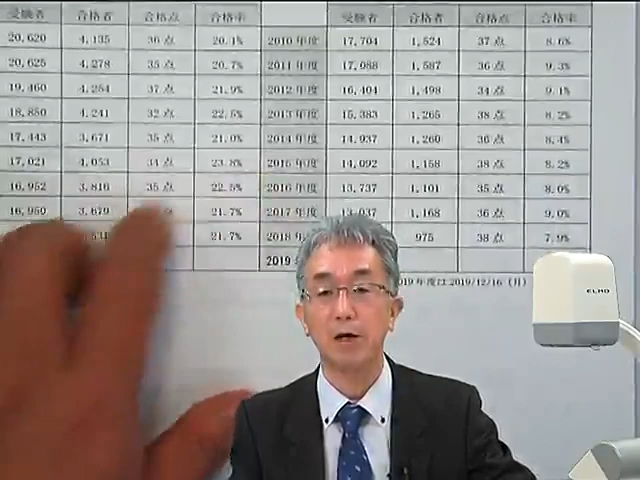 受験者 合格者 合格点 合格率 受験者 合格者 合格点 合格率
20,620 4,135 36点 20.1% 2010年度 17,704 1,524 37点 8.6%
20,625 4,278 35点 20.7% 2011年度 17,088 1,587 36点 9.3%
19,460 4,254 37点 21.9% 2012年度 16,404 1,498 34点 9.1%
18,850 4,241 32点 22.5% 2013年度 15,383 1,265 38点 8.2%
17,443 3,671 35点 21.0% 2014年度 14,937 1,260 36点 8.4%
17,021 4,053 34点 23.8% 2015年度 14,092 1,158 38点 8.2%
16,952 3,816 35点 22.5% 2016年度 13,737 1,101 35点 8.0%
16,950 3,679 点 21.7% 2017年度 1,168 36点 9.0%
21.7% 2018年 975 38点 7.9%
2019
019年度は2019/12/16(月)
ELMO